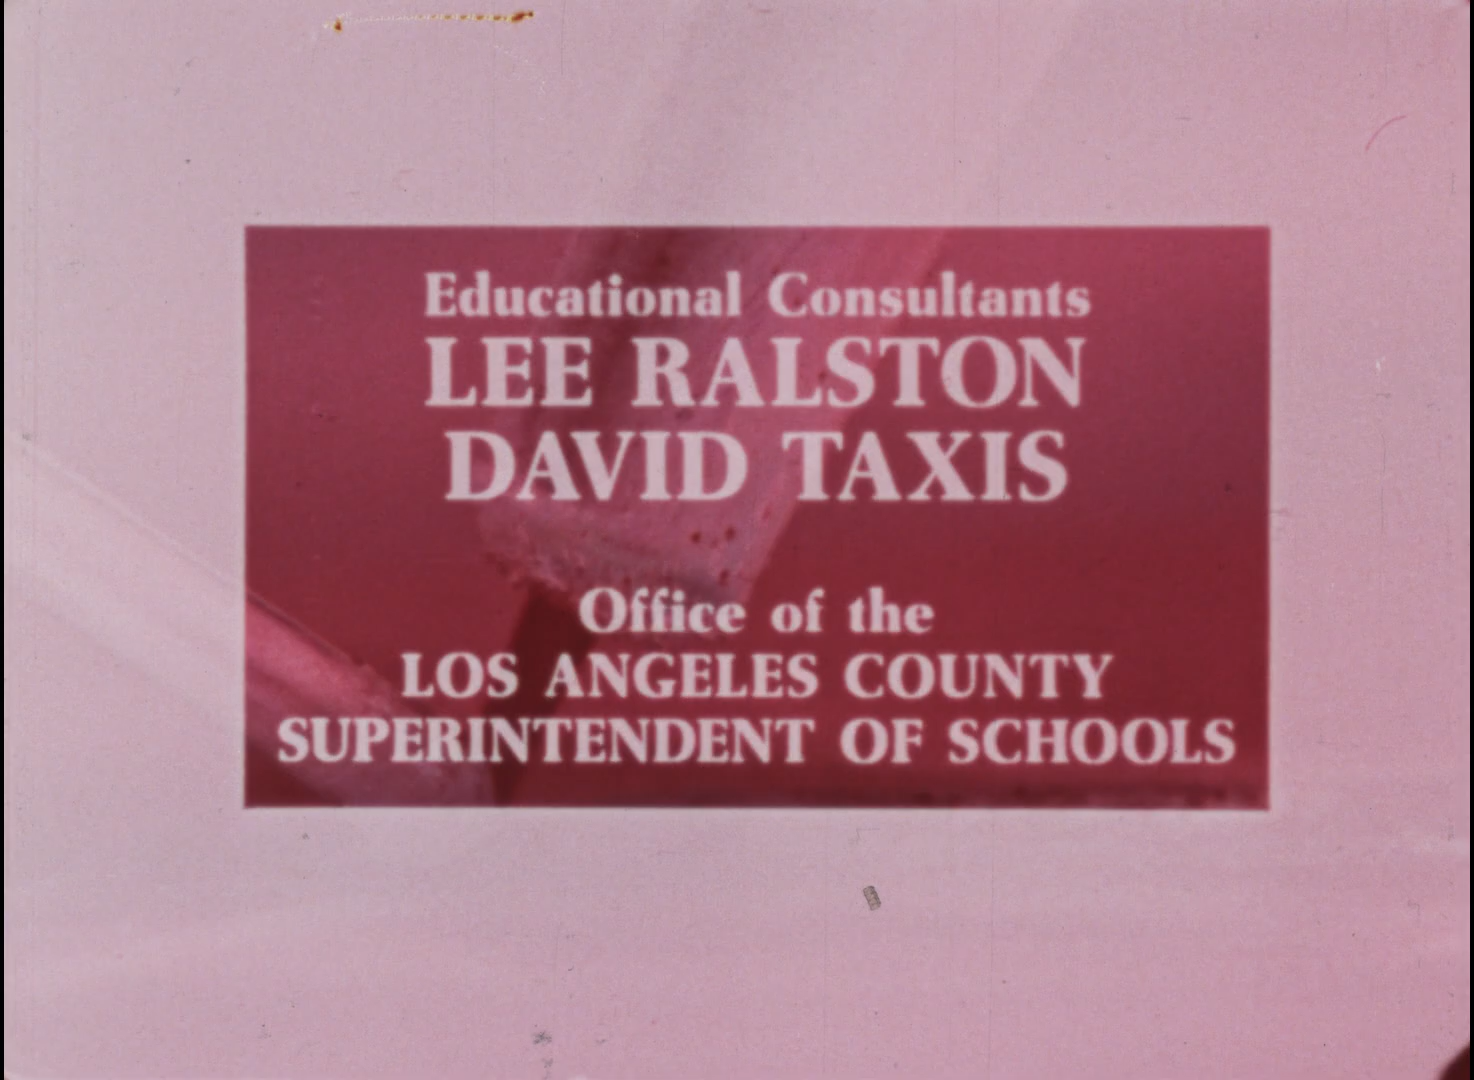 Educational Consultants
LEE RALSTON
DAVID TAXIS
Office of the
LOS ANGELES COUNTY
SUPERINTENDENT OF SCHOOLS